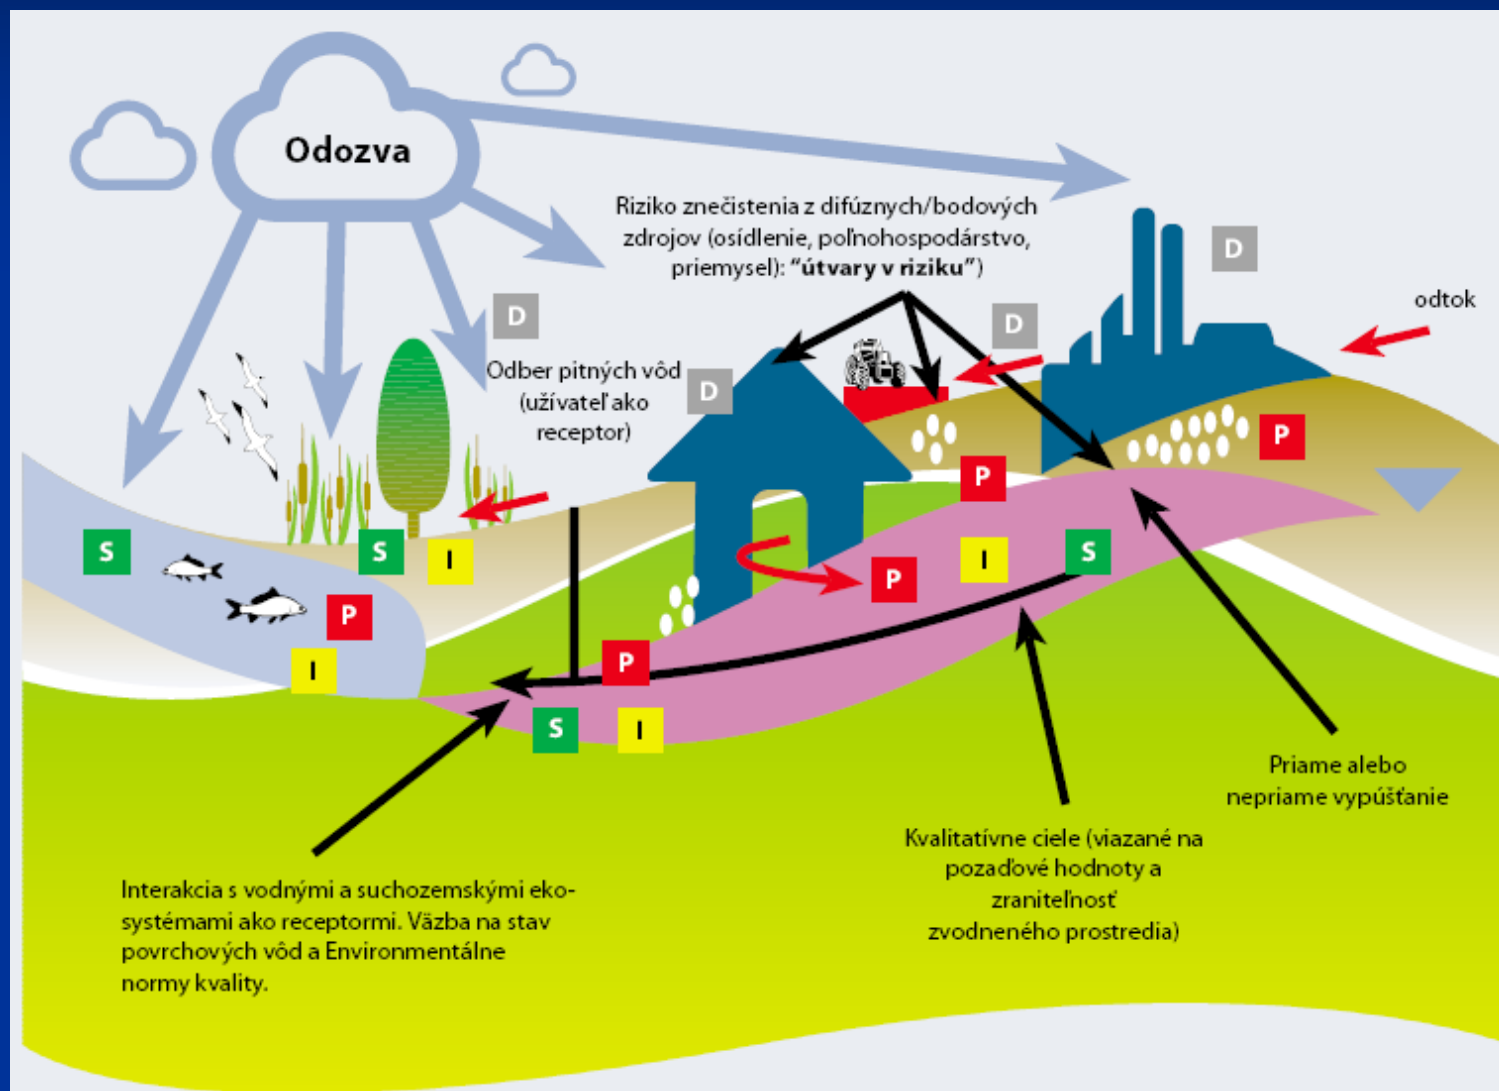 Odozva
Riziko znečistenia z difúznych/bodových
zdrojov (osídlenie, poľnohospodárstvo,
priemysel): “útvary v riziku”)
D
D
odtok
D
Odber pitných vôd
(užívateľ ako
receptor)
D
P
P
S
S
I
I
S
P
P
I
P
S
I
Priame alebo
nepriame vypúšťanie
Kvalitatívne ciele (viazané na
pozaďové hodnoty a
zraniteľnosť
zvodneného prostredia)
Interakcia s vodnými a suchozemskými eko-
systémami ako receptormi. Väzba na stav
povrchových vôd a Environmentálne
normy kvality.